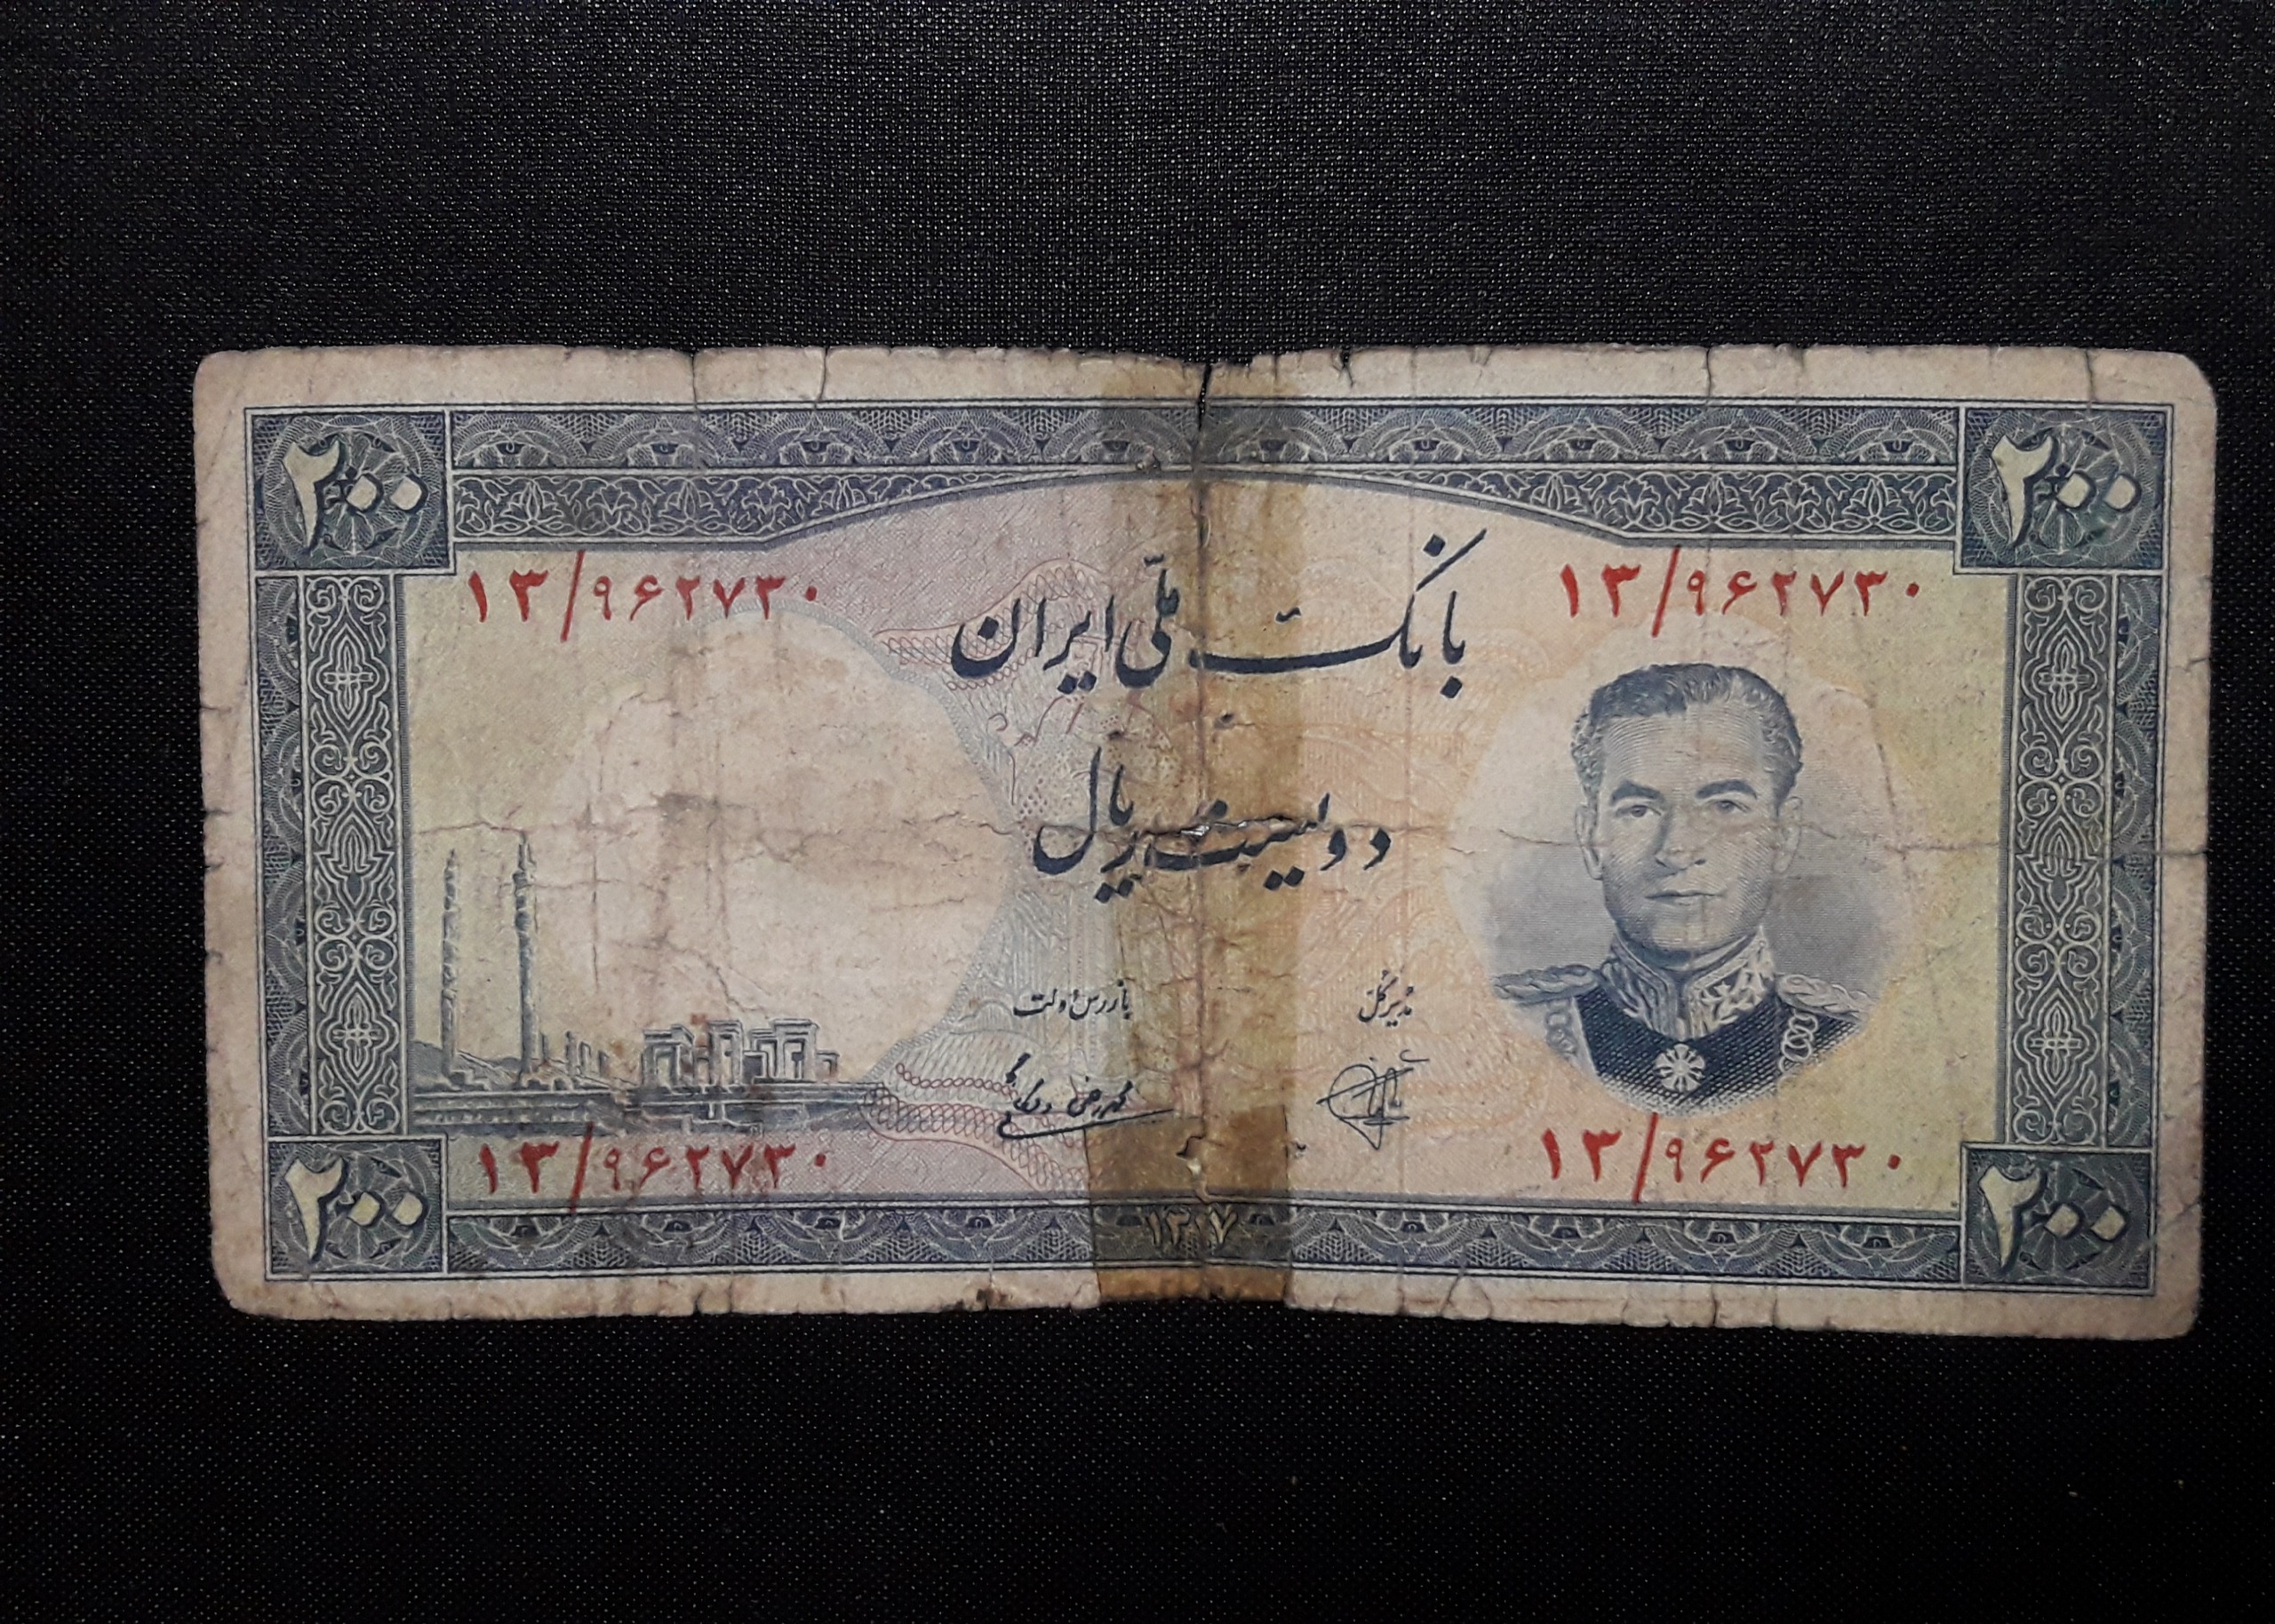 ۲۰۰ ۲۰۰
۱۳/۹۶۲۷۳۰ ۱۳/۹۶۲۷۳۰
بانک ملی ایران
دویست ریال
مدیر کل بازرس دولت
۱۳/۹۶۲۷۳۰ ۱۳/۹۶۲۷۳۰
۲۰۰ ۱۳۳۷ ۲۰۰